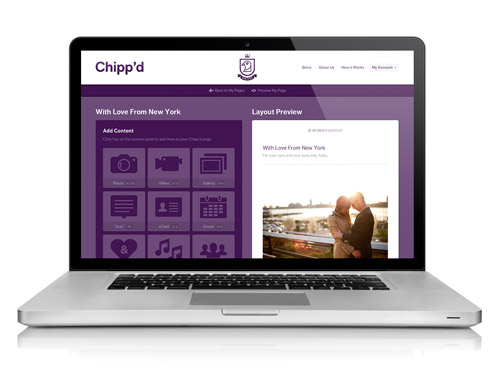 Chipp'd
Store
About Us
How it Works
My Account
Back to My Pages
Preview My Page
With Love From New York
Layout Preview
Add Content
Click/tap on the content types to add them to your Chipp'd page.
With Love From New York
For your eyes and your eyes only, baby.
Photo
Video
Gallery
Text
vCard
Event
&